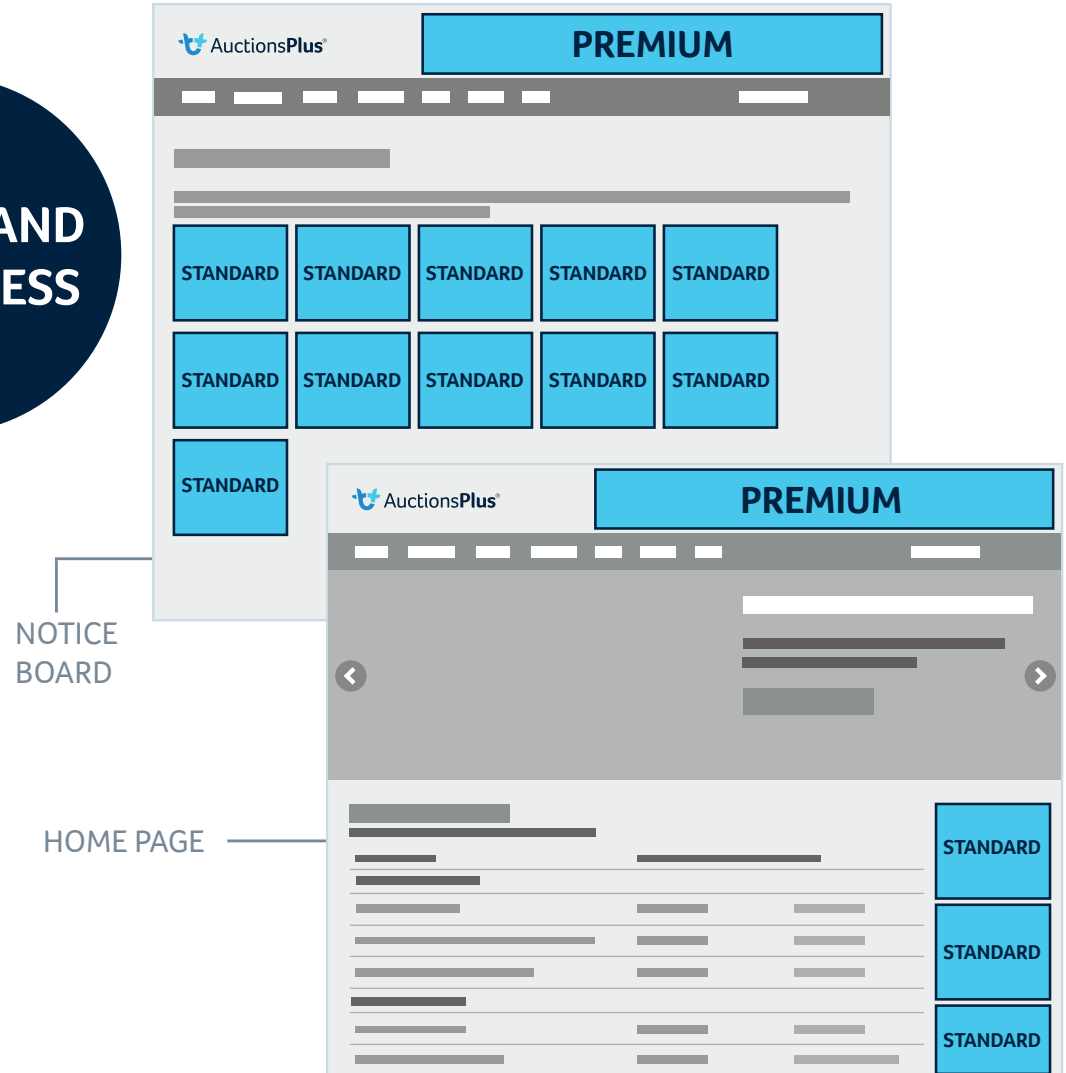 AuctionsPlus®
PREMIUM
AND
ESS
STANDARD STANDARD STANDARD STANDARD STANDARD
STANDARD STANDARD STANDARD STANDARD STANDARD
STANDARD
AuctionsPlus®
PREMIUM
NOTICE
BOARD
HOME PAGE
STANDARD
STANDARD
STANDARD